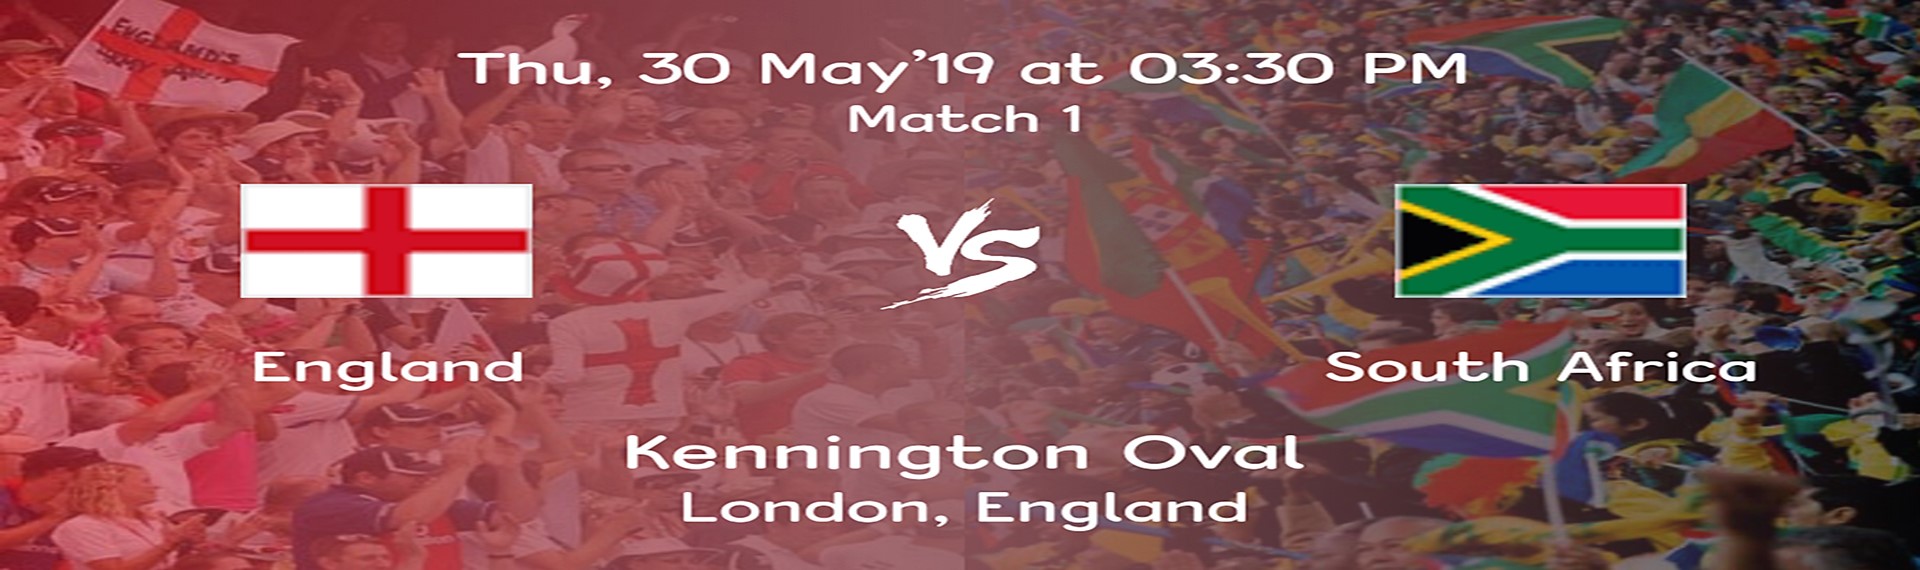 Thu, 30 May'19 at 03:30 PM
Match 1
VS
England
South Africa
Kennington Oval
London, England